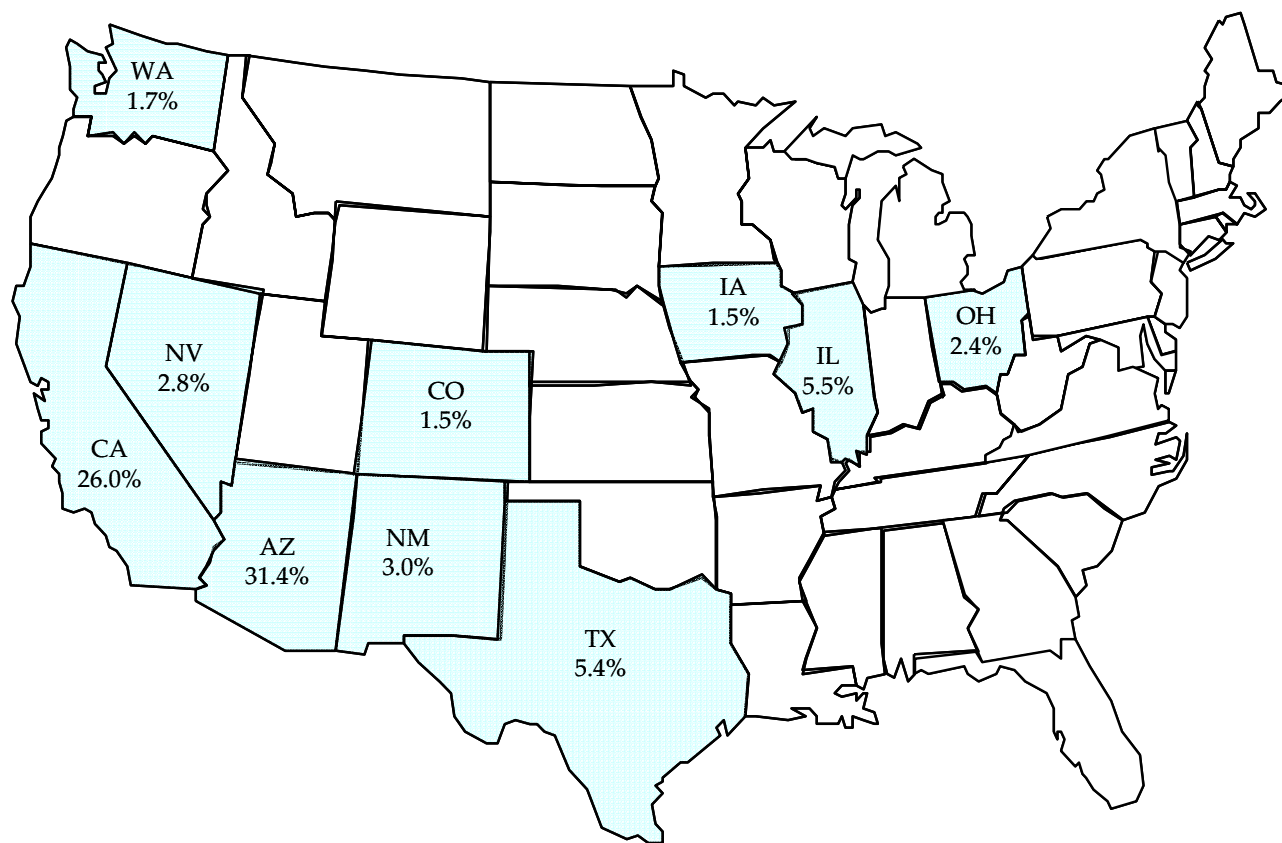 WA
1.7%
IA
1.5%
OH
2.4%
NV
2.8%
IL
5.5%
CO
1.5%
CA
26.0%
AZ
31.4%
NM
3.0%
TX
5.4%